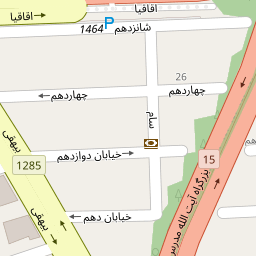 اقاقیا
اقاقیا
P
شانزدهم 1464
26
چهاردهم
چهاردهم
سام
بیهقی
خیابان دوازدهم
1285
15
بزرگراه آیت الله مدرس
خیابان دهم
بیهقی